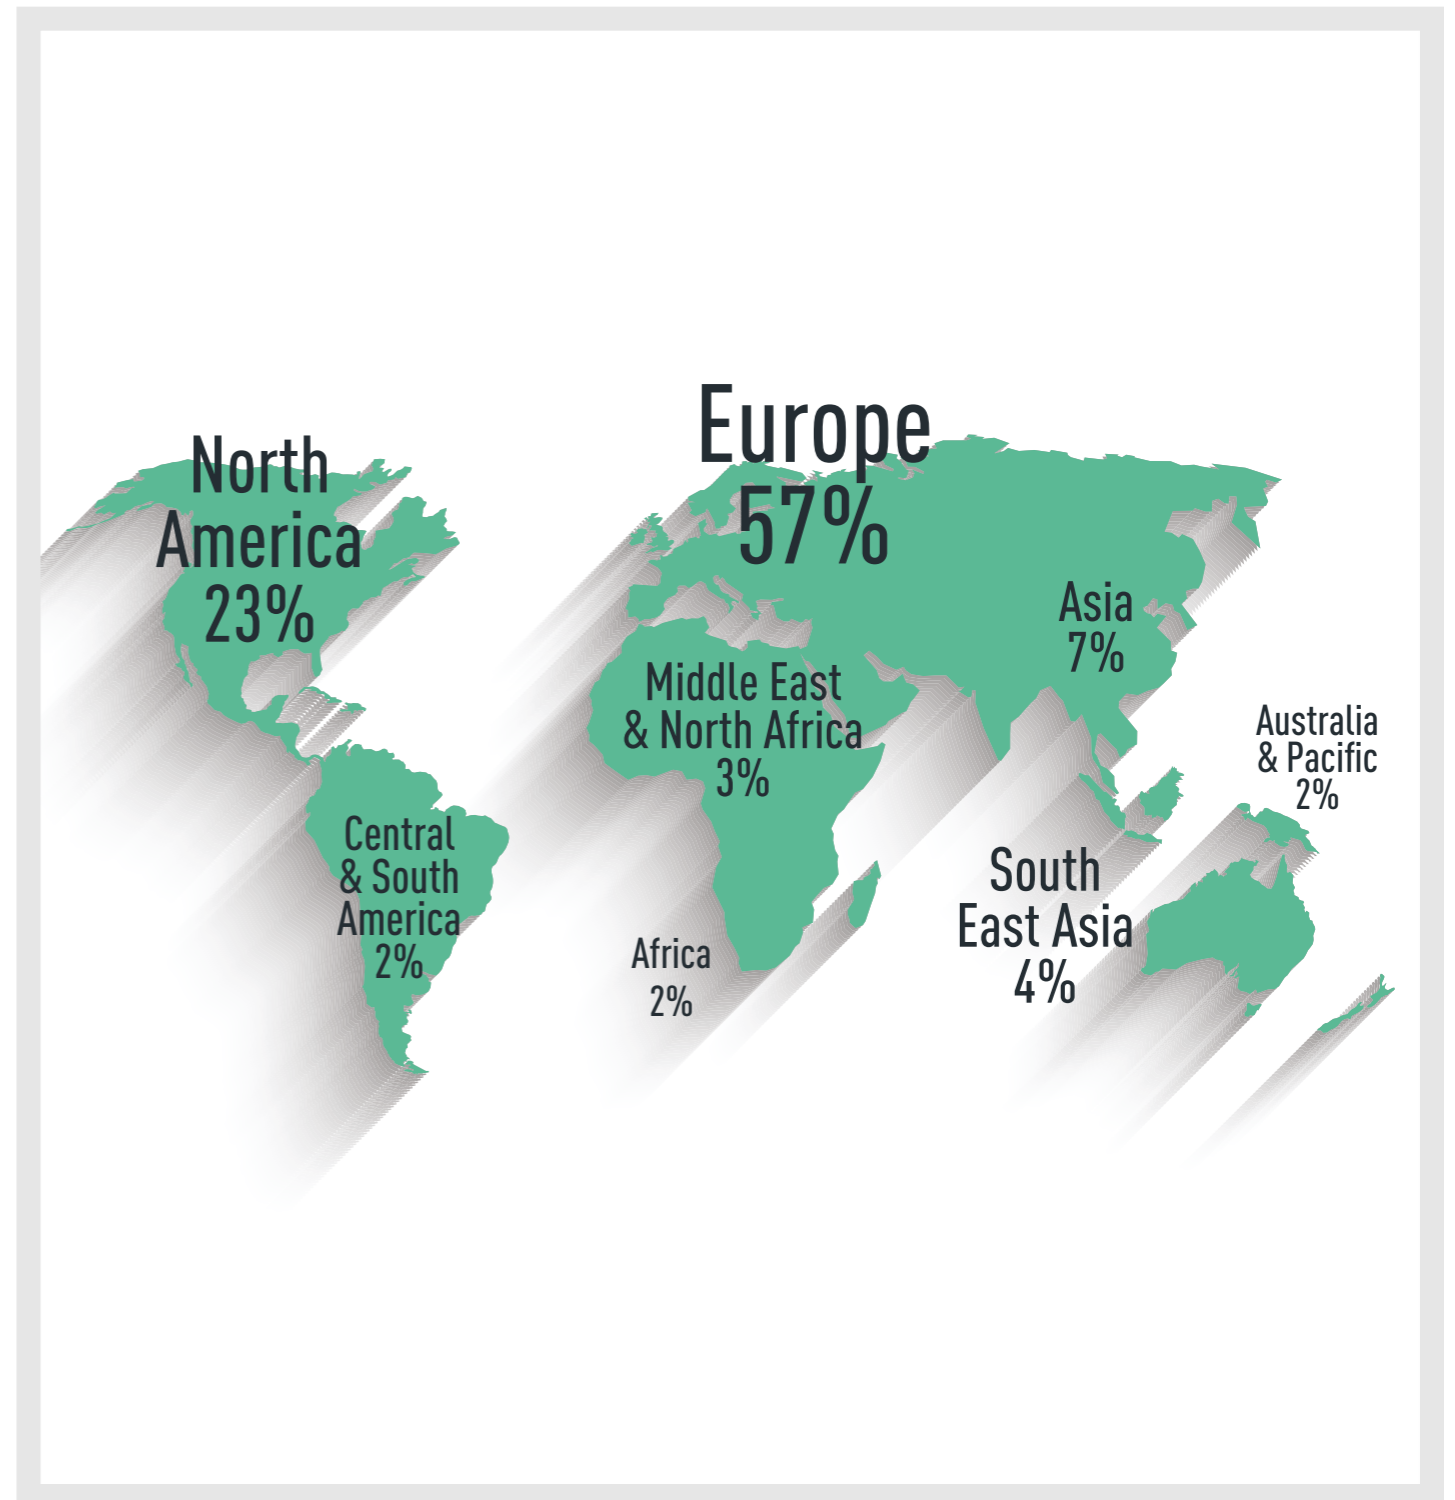 North
America
23%
Europe
57%
Asia
7%
Middle East
& North Africa
3%
Australia
& Pacific
2%
Central
& South
America
2%
Africa
2%
South
East Asia
4%